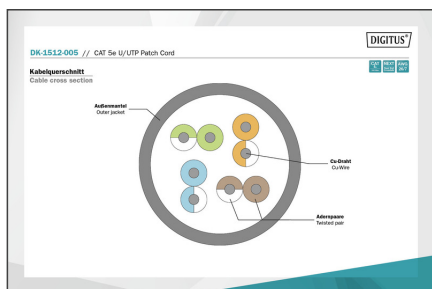 DIGITUS®
DK-1512-005 // CAT 5e U/UTP Patch Cord
Kabelquerschnitt
Cable cross section
Außenmantel
Outer jacket
Cu-Draht
Cu-Wire
Adernpaare
Twisted pair